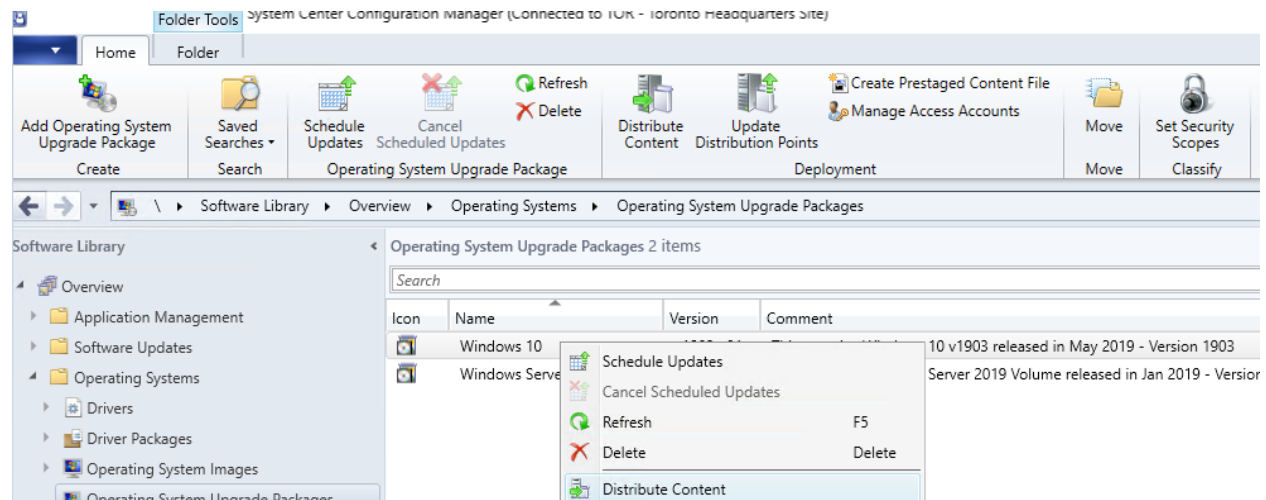 Folder Tools System Center Configuration Manager (Connected to TOR - Toronto Headquarters Site)
Home Folder
Add Operating System Upgrade Package
Saved Searches
Schedule Updates
Cancel Scheduled Updates
Refresh
Delete
Distribute Content
Update Distribution Points
Create Prestaged Content File
Manage Access Accounts
Move
Set Security Scopes
Create Search Operating System Upgrade Package Deployment Move Classify
\ Software Library Overview Operating Systems Operating System Upgrade Packages
Software Library
Overview
Application Management
Software Updates
Operating Systems
Drivers
Driver Packages
Operating System Images
Operating System Upgrade Packages
Operating System Upgrade Packages 2 items
Search
Icon Name Version Comment
Windows 10 10 v1903 released in May 2019 - Version 1903
Windows Serve Server 2019 Volume released in Jan 2019 - Version
Schedule Updates
Cancel Scheduled Updates
Refresh F5
Delete Delete
Distribute Content